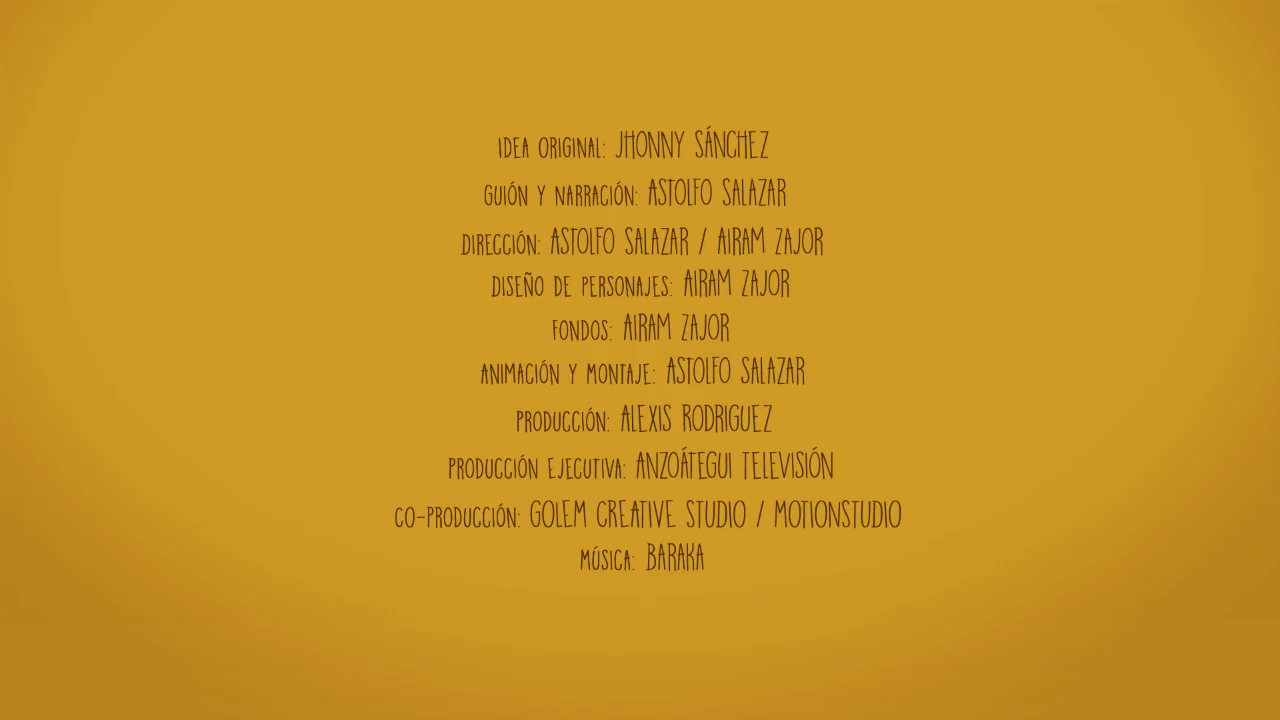 IDEA ORIGINAL: JHONNY SÁNCHEZ
GUIÓN Y NARRACIÓN: ASTOLFO SALAZAR
DIRECCIÓN: ASTOLFO SALAZAR / AIRAM ZAJOR
DISEÑO DE PERSONAJES: AIRAM ZAJOR
FONDOS: AIRAM ZAJOR
ANIMACIÓN Y MONTAJE: ASTOLFO SALAZAR
PRODUCCIÓN: ALEXIS RODRIGUEZ
PRODUCCIÓN EJECUTIVA: ANZOÁTEGUI TELEVISIÓN
CO-PRODUCCIÓN: GOLEM CREATIVE STUDIO / MOTIONSTUDIO
MÚSICA: BARAKA